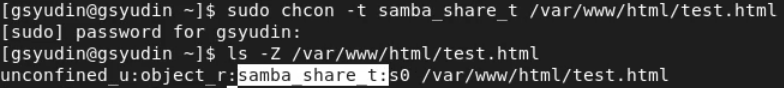 [gsyudin@gsyudin ~]$ sudo chcon -t samba_share_t /var/www/html/test.html
[sudo] password for gsyudin:
[gsyudin@gsyudin ~]$ ls -Z /var/www/html/test.html
unconfined_u:object_r:samba_share_t:s0 /var/www/html/test.html